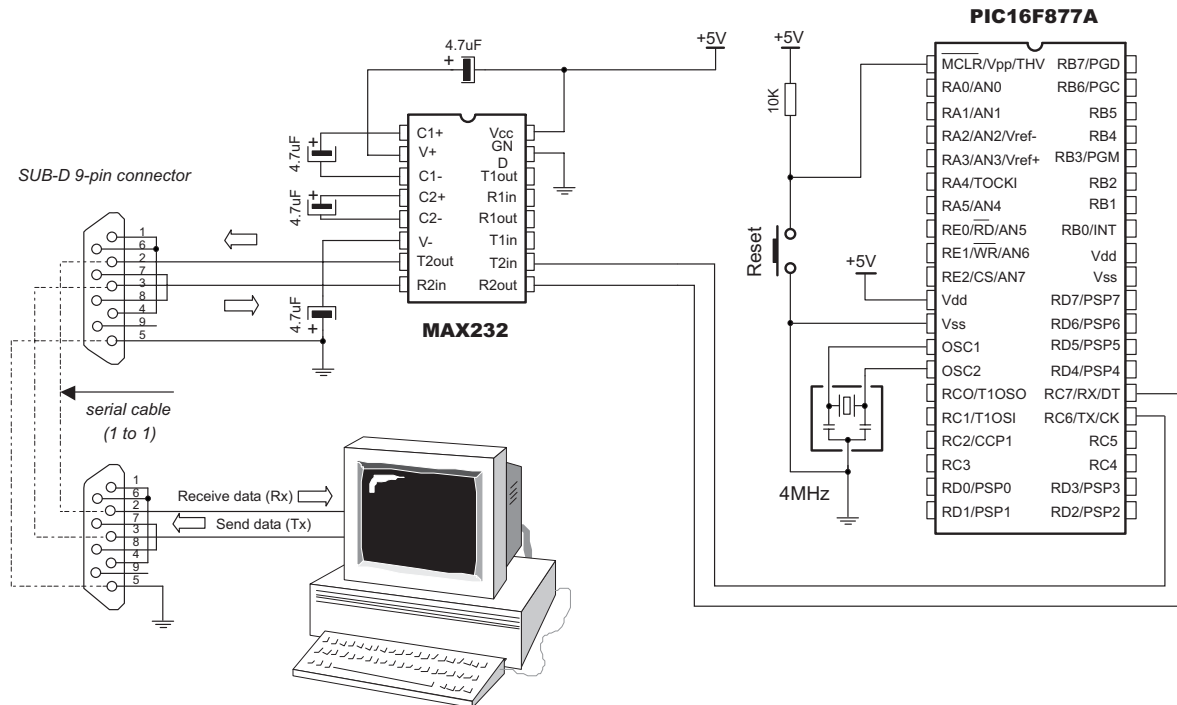 PIC16F877A
4.7uF
+
+5V
+5V
10K
C1+
V+
C1-
C2+
C2-
V-
T2out
R2in
Vcc
GN
D
T1out
R1in
R1out
T1in
T2in
R2out
MAX232
4.7uF
+
4.7uF
+
4.7uF
+
SUB-D 9-pin connector
1
6
2
7
3
8
4
9
5
serial cable
(1 to 1)
1
6
2
7
3
8
4
9
5
Receive data (Rx)
Send data (Tx)
Reset
+5V
4MHz
MCLR/Vpp/THV
RA0/AN0
RA1/AN1
RA2/AN2/Vref-
RA3/AN3/Vref+
RA4/TOCKI
RA5/AN4
RE0/RD/AN5
RE1/WR/AN6
RE2/CS/AN7
Vdd
Vss
OSC1
OSC2
RCO/T1OSO
RC1/T1OSI
RC2/CCP1
RC3
RD0/PSP0
RD1/PSP1
RB7/PGD
RB6/PGC
RB5
RB4
RB3/PGM
RB2
RB1
RB0/INT
Vdd
Vss
RD7/PSP7
RD6/PSP6
RD5/PSP5
RD4/PSP4
RC7/RX/DT
RC6/TX/CK
RC5
RC4
RD3/PSP3
RD2/PSP2